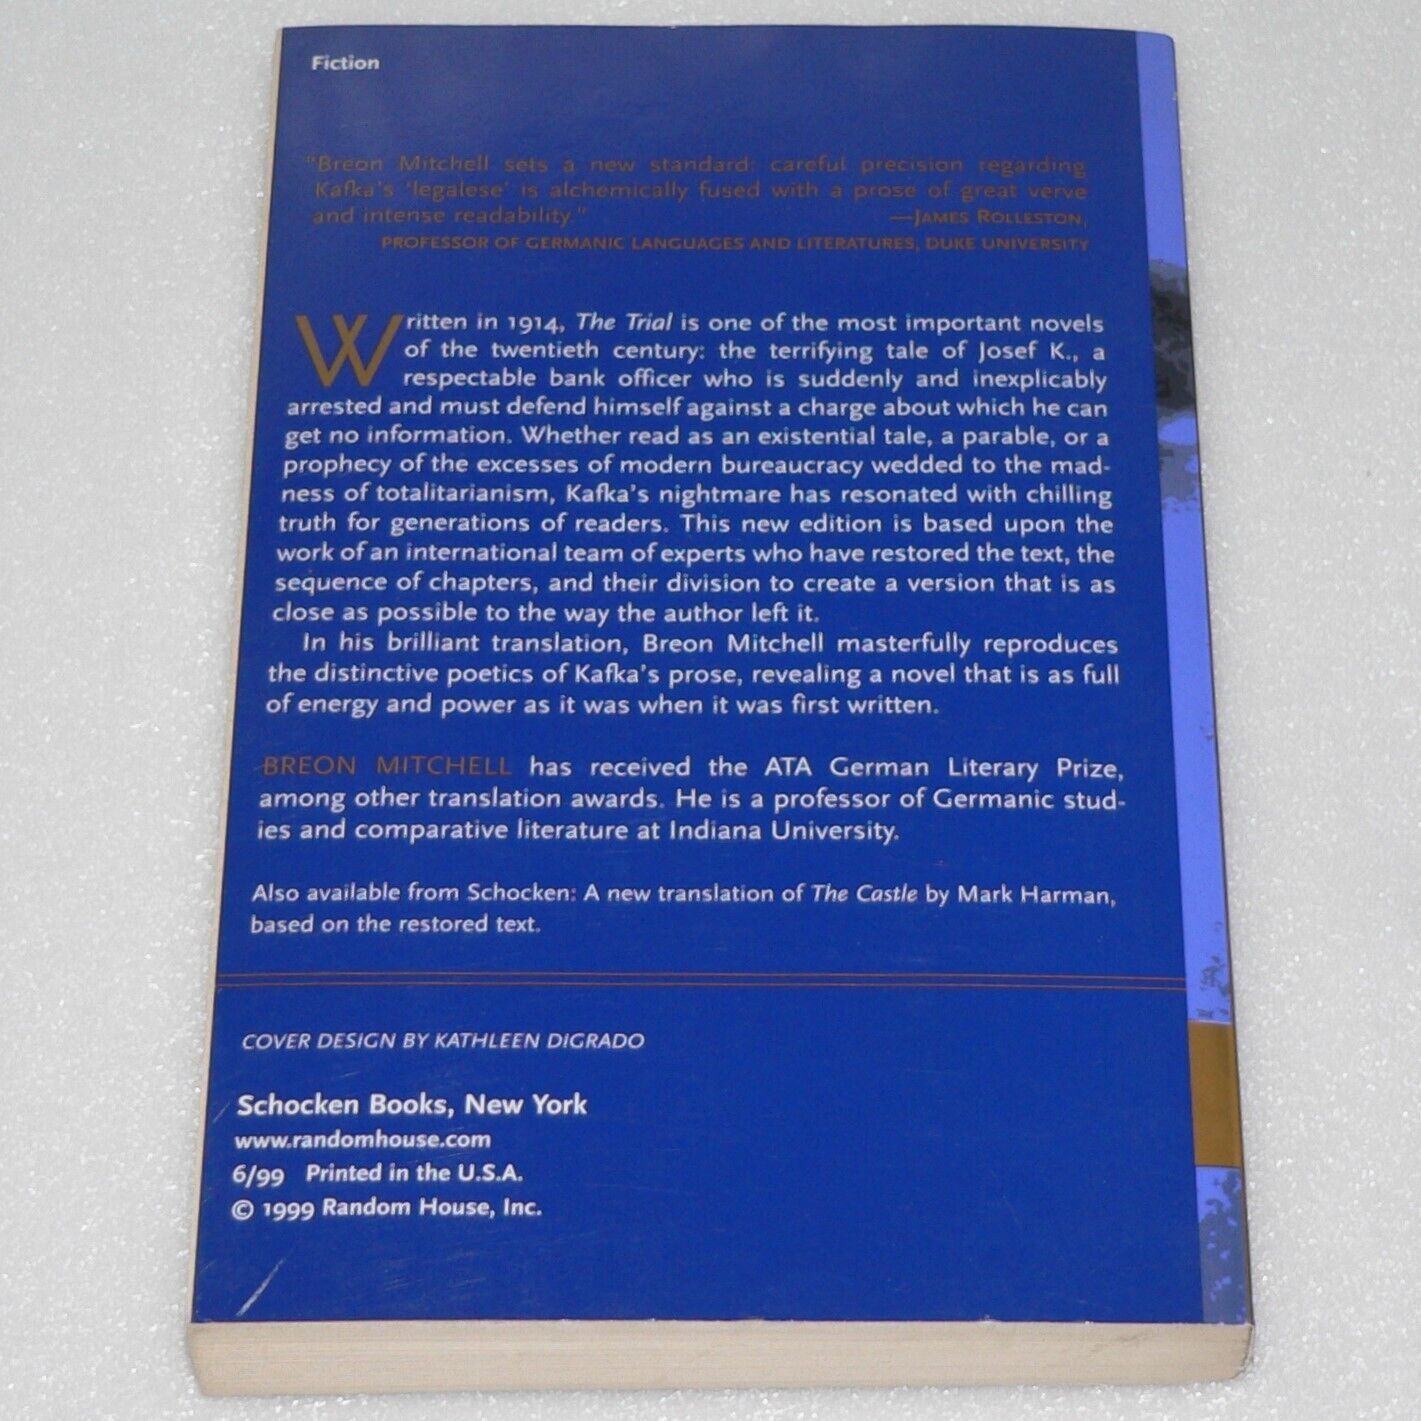 Fiction
"Breon Mitchell sets a new standard: careful precision regarding
Kafka's 'legalese' is alchemically fused with a prose of great verve
and intense readability." —JAMES ROLLESTON,
PROFESSOR OF GERMANIC LANGUAGES AND LITERATURES, DUKE UNIVERSITY
Written in 1914, The Trial is one of the most important novels
of the twentieth century: the terrifying tale of Josef K., a
respectable bank officer who is suddenly and inexplicably
arrested and must defend himself against a charge about which he can
get no information. Whether read as an existential tale, a parable, or a
prophecy of the excesses of modern bureaucracy wedded to the mad-
ness of totalitarianism, Kafka's nightmare has resonated with chilling
truth for generations of readers. This new edition is based upon the
work of an international team of experts who have restored the text, the
sequence of chapters, and their division to create a version that is as
close as possible to the way the author left it.
In his brilliant translation, Breon Mitchell masterfully reproduces
the distinctive poetics of Kafka's prose, revealing a novel that is as full
of energy and power as it was when it was first written.
BREON MITCHELL has received the ATA German Literary Prize,
among other translation awards. He is a professor of Germanic stud-
ies and comparative literature at Indiana University.
Also available from Schocken: A new translation of The Castle by Mark Harman,
based on the restored text.
COVER DESIGN BY KATHLEEN DIGRADO
Schocken Books, New York
www.randomhouse.com
6/99 Printed in the U.S.A.
© 1999 Random House, Inc.